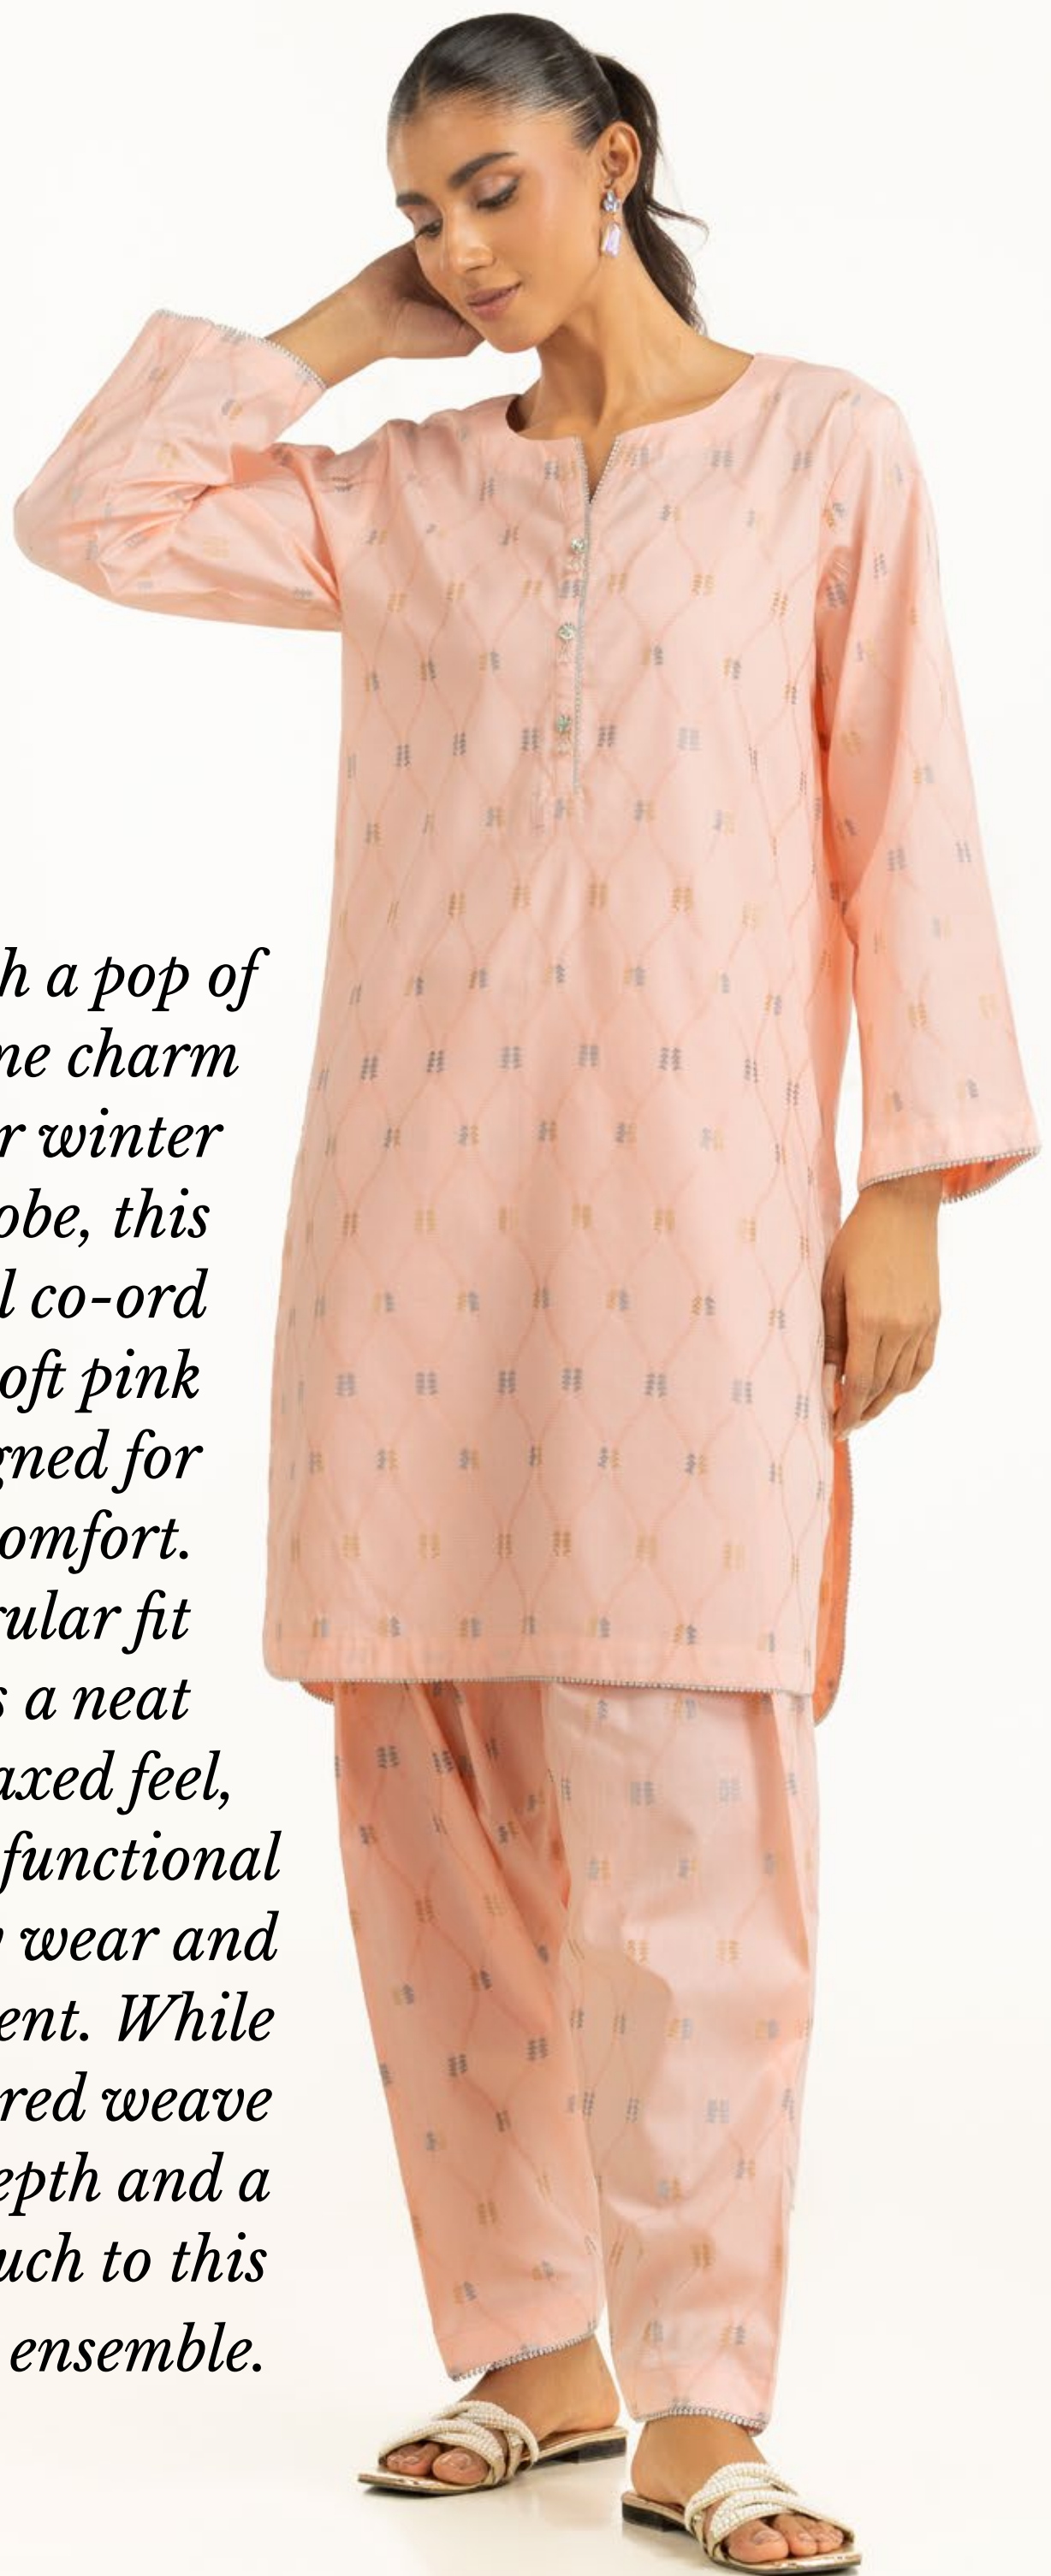 h a pop of
ne charm
r winter
obe, this
l co-ord
oft pink
gned for
omfort.
ular fit
s a neat
axed feel,
functional
wear and
ent. While
red weave
epth and a
uch to this
ensemble.